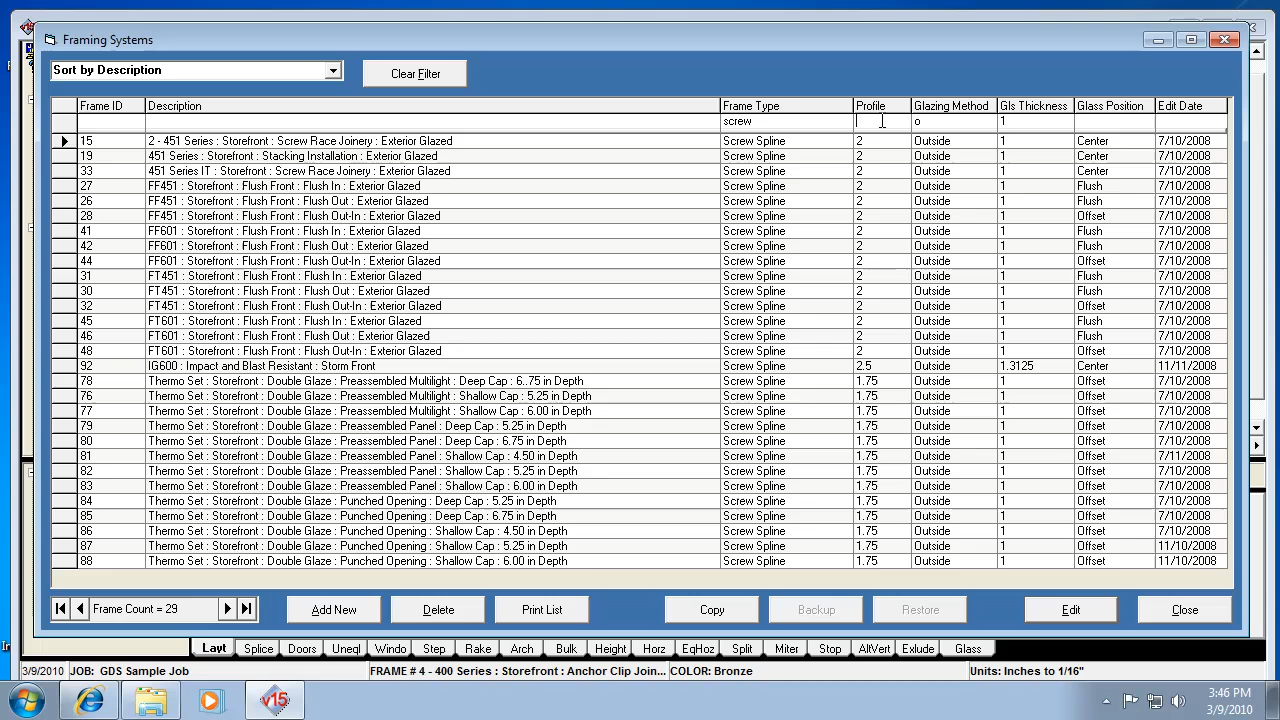 Framing Systems
Sort by Description
Clear Filter
Frame ID Description Frame Type Profile Glazing Method Gls Thickness Glass Position Edit Date
screw o 1
15 2 - 451 Series : Storefront : Screw Race Joinery : Exterior Glazed Screw Spline 2 Outside 1 Center 7/10/2008
19 451 Series : Storefront : Stacking Installation : Exterior Glazed Screw Spline 2 Outside 1 Center 7/10/2008
33 451 Series IT : Storefront : Screw Race Joinery : Exterior Glazed Screw Spline 2 Outside 1 Center 7/10/2008
27 FF451 : Storefront : Flush Front : Flush In : Exterior Glazed Screw Spline 2 Outside 1 Flush 7/10/2008
26 FF451 : Storefront : Flush Front : Flush Out : Exterior Glazed Screw Spline 2 Outside 1 Flush 7/10/2008
28 FF451 : Storefront : Flush Front : Flush Out-In : Exterior Glazed Screw Spline 2 Outside 1 Offset 7/10/2008
41 FF601 : Storefront : Flush Front : Flush In : Exterior Glazed Screw Spline 2 Outside 1 Flush 7/10/2008
42 FF601 : Storefront : Flush Front : Flush Out : Exterior Glazed Screw Spline 2 Outside 1 Flush 7/10/2008
44 FF601 : Storefront : Flush Front : Flush Out-In : Exterior Glazed Screw Spline 2 Outside 1 Offset 7/10/2008
31 FT451 : Storefront : Flush Front : Flush In : Exterior Glazed Screw Spline 2 Outside 1 Flush 7/10/2008
30 FT451 : Storefront : Flush Front : Flush Out : Exterior Glazed Screw Spline 2 Outside 1 Flush 7/10/2008
32 FT451 : Storefront : Flush Front : Flush Out-In : Exterior Glazed Screw Spline 2 Outside 1 Offset 7/10/2008
45 FT601 : Storefront : Flush Front : Flush In : Exterior Glazed Screw Spline 2 Outside 1 Flush 7/10/2008
46 FT601 : Storefront : Flush Front : Flush Out : Exterior Glazed Screw Spline 2 Outside 1 Flush 7/10/2008
48 FT601 : Storefront : Flush Front : Flush Out-In : Exterior Glazed Screw Spline 2 Outside 1 Offset 7/10/2008
92 IG600 : Impact and Blast Resistant : Storm Front Screw Spline 2.5 Outside 1.3125 Center 11/11/2008
78 Thermo Set : Storefront : Double Glaze : Preassembled Multilight : Deep Cap : 6..75 in Depth Screw Spline 1.75 Outside 1 Offset 7/10/2008
76 Thermo Set : Storefront : Double Glaze : Preassembled Multilight : Shallow Cap : 5.25 in Depth Screw Spline 1.75 Outside 1 Offset 7/10/2008
77 Thermo Set : Storefront : Double Glaze : Preassembled Multilight : Shallow Cap : 6.00 in Depth Screw Spline 1.75 Outside 1 Offset 7/10/2008
79 Thermo Set : Storefront : Double Glaze : Preassembled Panel : Deep Cap : 5.25 in Depth Screw Spline 1.75 Outside 1 Offset 7/10/2008
80 Thermo Set : Storefront : Double Glaze : Preassembled Panel : Deep Cap : 6.75 in Depth Screw Spline 1.75 Outside 1 Offset 7/10/2008
81 Thermo Set : Storefront : Double Glaze : Preassembled Panel : Shallow Cap : 4.50 in Depth Screw Spline 1.75 Outside 1 Offset 7/11/2008
82 Thermo Set : Storefront : Double Glaze : Preassembled Panel : Shallow Cap : 5.25 in Depth Screw Spline 1.75 Outside 1 Offset 7/10/2008
83 Thermo Set : Storefront : Double Glaze : Preassembled Panel : Shallow Cap : 6.00 in Depth Screw Spline 1.75 Outside 1 Offset 7/10/2008
84 Thermo Set : Storefront : Double Glaze : Punched Opening : Deep Cap : 5.25 in Depth Screw Spline 1.75 Outside 1 Offset 7/10/2008
85 Thermo Set : Storefront : Double Glaze : Punched Opening : Deep Cap : 6.75 in Depth Screw Spline 1.75 Outside 1 Offset 7/10/2008
86 Thermo Set : Storefront : Double Glaze : Punched Opening : Shallow Cap : 4.50 in Depth Screw Spline 1.75 Outside 1 Offset 7/10/2008
87 Thermo Set : Storefront : Double Glaze : Punched Opening : Shallow Cap : 5.25 in Depth Screw Spline 1.75 Outside 1 Offset 11/10/2008
88 Thermo Set : Storefront : Double Glaze : Punched Opening : Shallow Cap : 6.00 in Depth Screw Spline 1.75 Outside 1 Offset 11/10/2008
Frame Count = 29 Add New Delete Print List Copy Backup Restore Edit Close
Layt Splice Doors Uneql Windo Step Rake Arch Bulk Height Horz EqHoz Split Miter Stop AltVert Exlude Glass
3/9/2010 JOB: GDS Sample Job FRAME # 4 - 400 Series : Storefront : Anchor Clip Join... COLOR: Bronze Units: Inches to 1/16"
v15
3:46 PM
3/9/2010